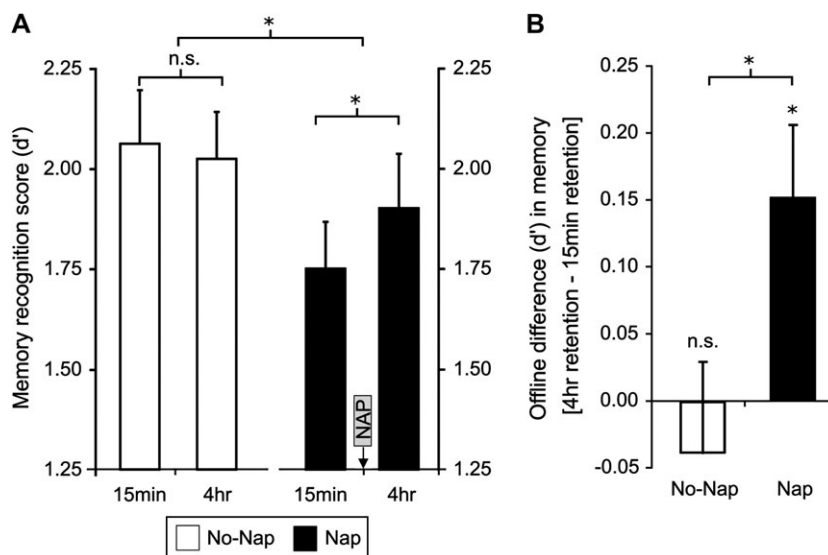 A
*
2.25
2.00
1.75
1.50
1.25
Memory recognition score (d')
n.s.
*
NAP
15min
4hr
15min
4hr
2.25
2.00
1.75
1.50
1.25
No-Nap
Nap
B
*
*
0.25
0.20
0.15
0.10
0.05
0.00
-0.05
Offline difference (d') in memory
[4hr retention - 15min retention]
n.s.
No-Nap
Nap